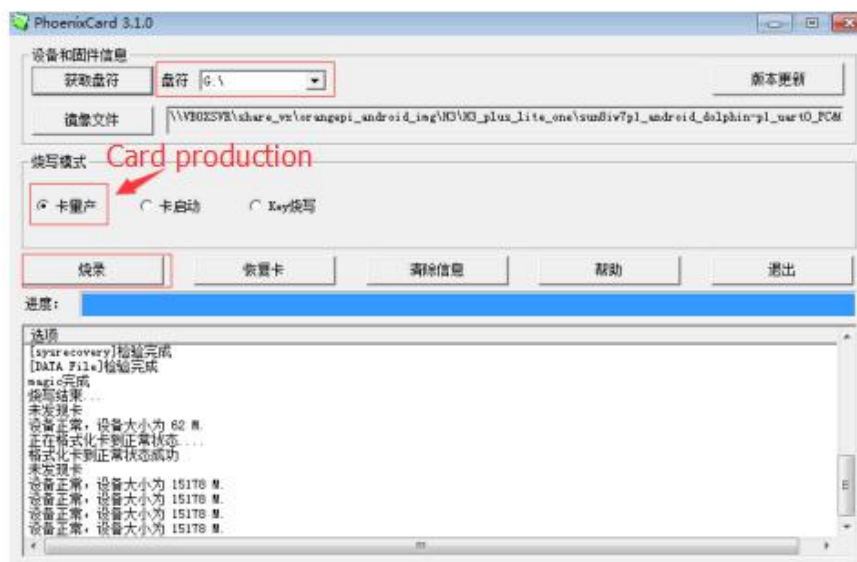 PhoenixCard 3.1.0
设备和固件信息
获取盘符 盘符 G:\ 版本更新
镜像文件 \\VBOXSVR\share_vx\orangepi_android_img\H3\H3_plus_lite_one\sun8iw7p1_android_dolphin-p1_uart0_PC&
烧写模式
Card production
卡量产 卡启动 Key烧写
烧录 恢复卡 清除信息 帮助 退出
进度:
选项
[sysrecovery]检验完成
[DATA File]检验完成
magic完成
烧写结束...
未发现卡
设备正常,设备大小为 62 M.
正在格式化卡到正常状态....
格式化卡到正常状态成功
未发现卡
设备正常,设备大小为 15178 M.
设备正常,设备大小为 15178 M.
设备正常,设备大小为 15178 M.
设备正常,设备大小为 15178 M.